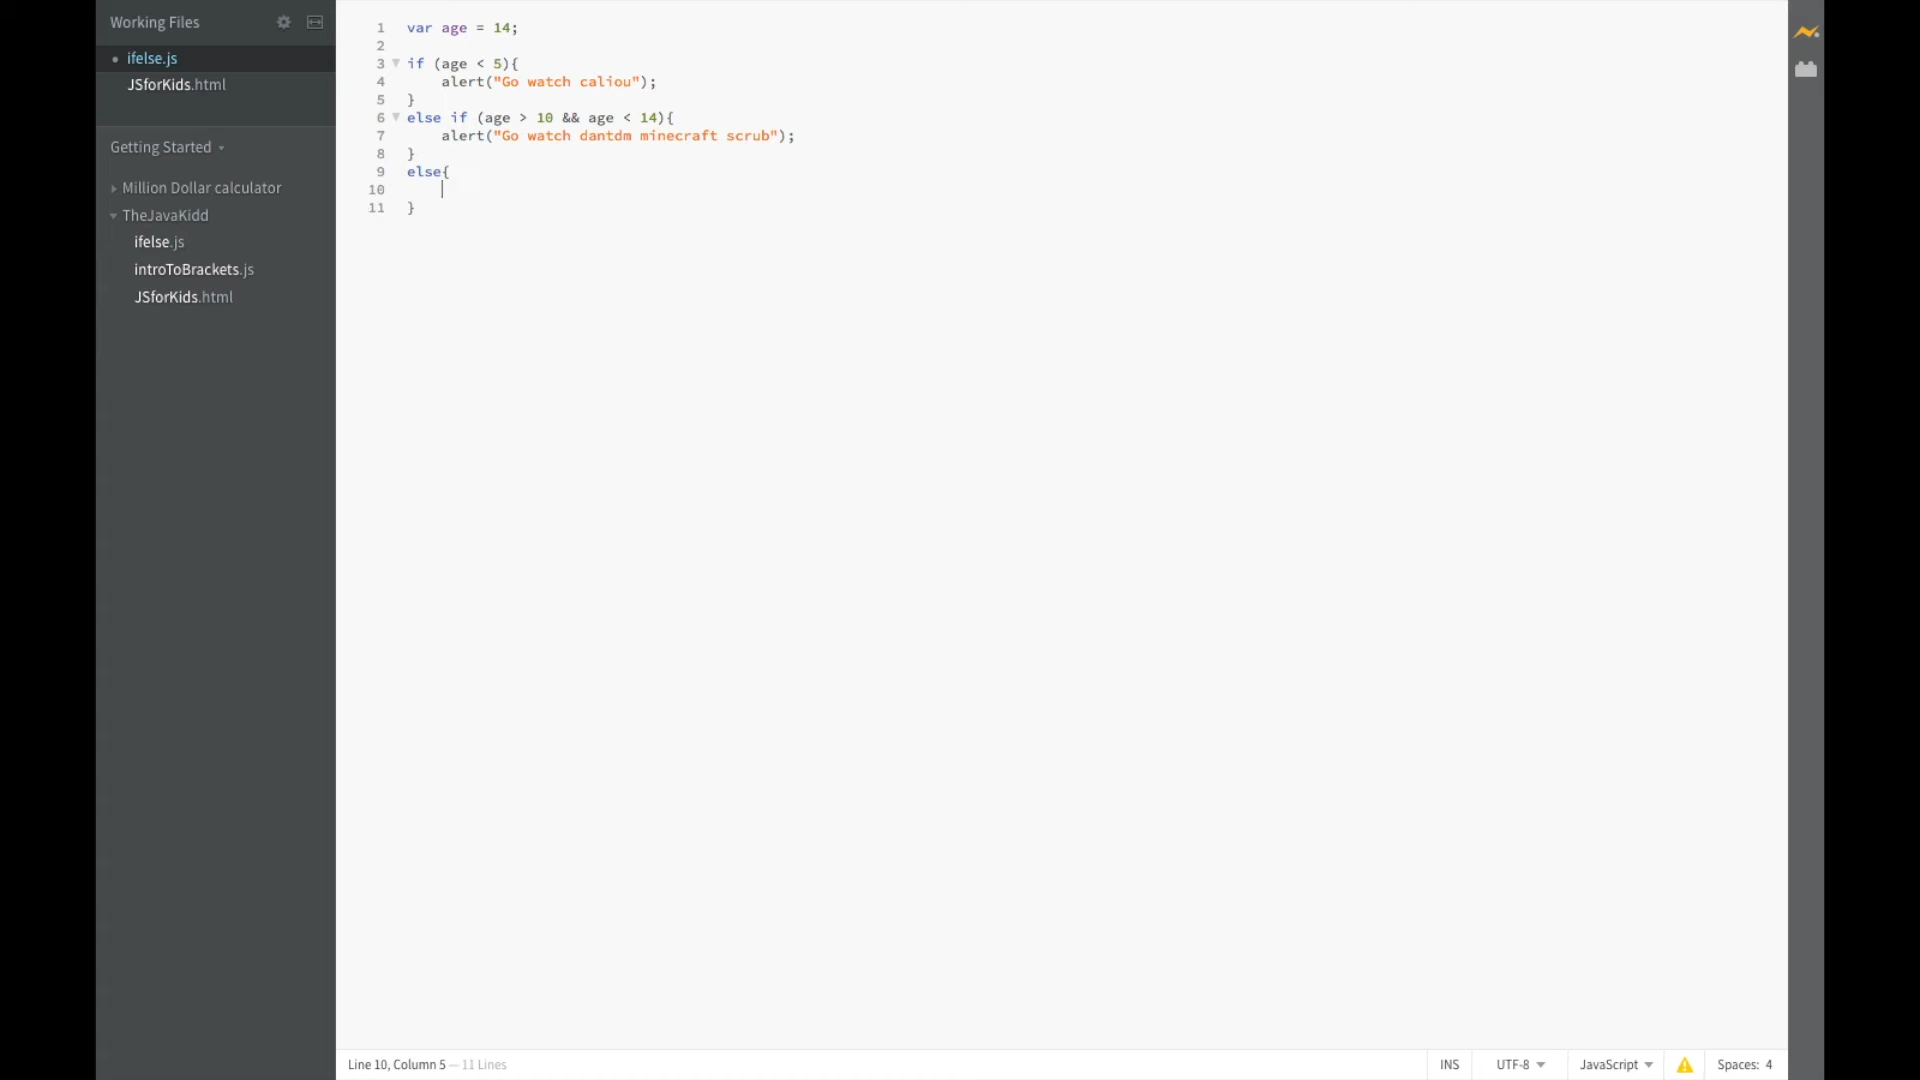 Working Files
ifelse.js
JSforKids.html
Getting Started
Million Dollar calculator
TheJavaKidd
ifelse.js
introToBrackets.js
JSforKids.html
1 var age = 14;
2
3 if (age < 5){
4     alert("Go watch caliou");
5 }
6 else if (age > 10 && age < 14){
7     alert("Go watch dantdm minecraft scrub");
8 }
9 else{
10
11 }
Line 10, Column 5 — 11 Lines
INS UTF-8 JavaScript Spaces: 4